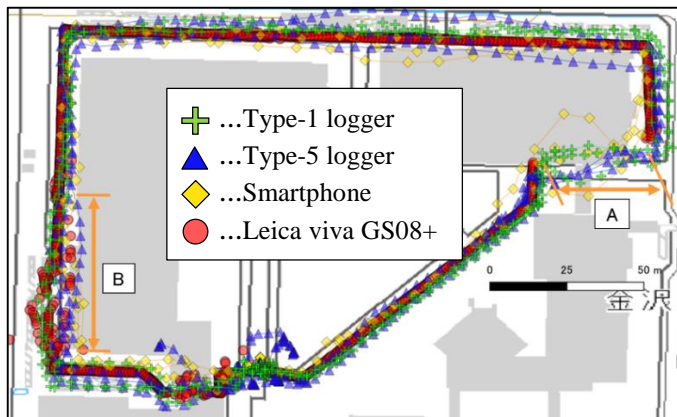 ...Type-1 logger
...Type-5 logger
...Smartphone
...Leica viva GS08+
A
B
0 25 50 m
金沢